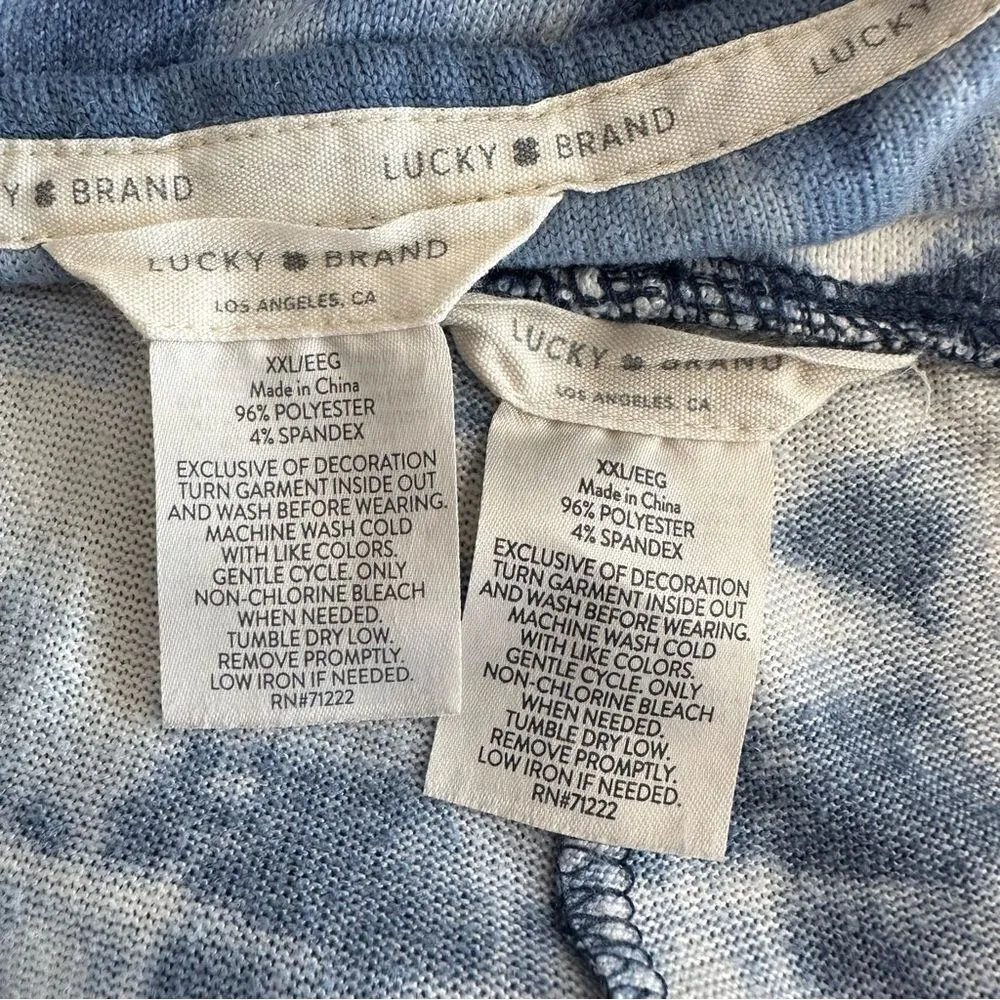 LUCKY
LUCKY BRAND
Y BRAND
LUCKY BRAND
LOS ANGELES, CA
XXL/EEG
Made in China
96% POLYESTER
4% SPANDEX
EXCLUSIVE OF DECORATION
TURN GARMENT INSIDE OUT
AND WASH BEFORE WEARING.
MACHINE WASH COLD
WITH LIKE COLORS.
GENTLE CYCLE. ONLY
NON-CHLORINE BLEACH
WHEN NEEDED.
TUMBLE DRY LOW.
REMOVE PROMPTLY.
LOW IRON IF NEEDED.
RN#71222
LUCKY BRAND
LOS ANGELES, CA
XXL/EEG
Made in China
96% POLYESTER
4% SPANDEX
EXCLUSIVE OF DECORATION
TURN GARMENT INSIDE OUT
AND WASH BEFORE WEARING.
MACHINE WASH COLD
WITH LIKE COLORS.
GENTLE CYCLE. ONLY
NON-CHLORINE BLEACH
WHEN NEEDED.
TUMBLE DRY LOW.
REMOVE PROMPTLY.
LOW IRON IF NEEDED.
RN#71222